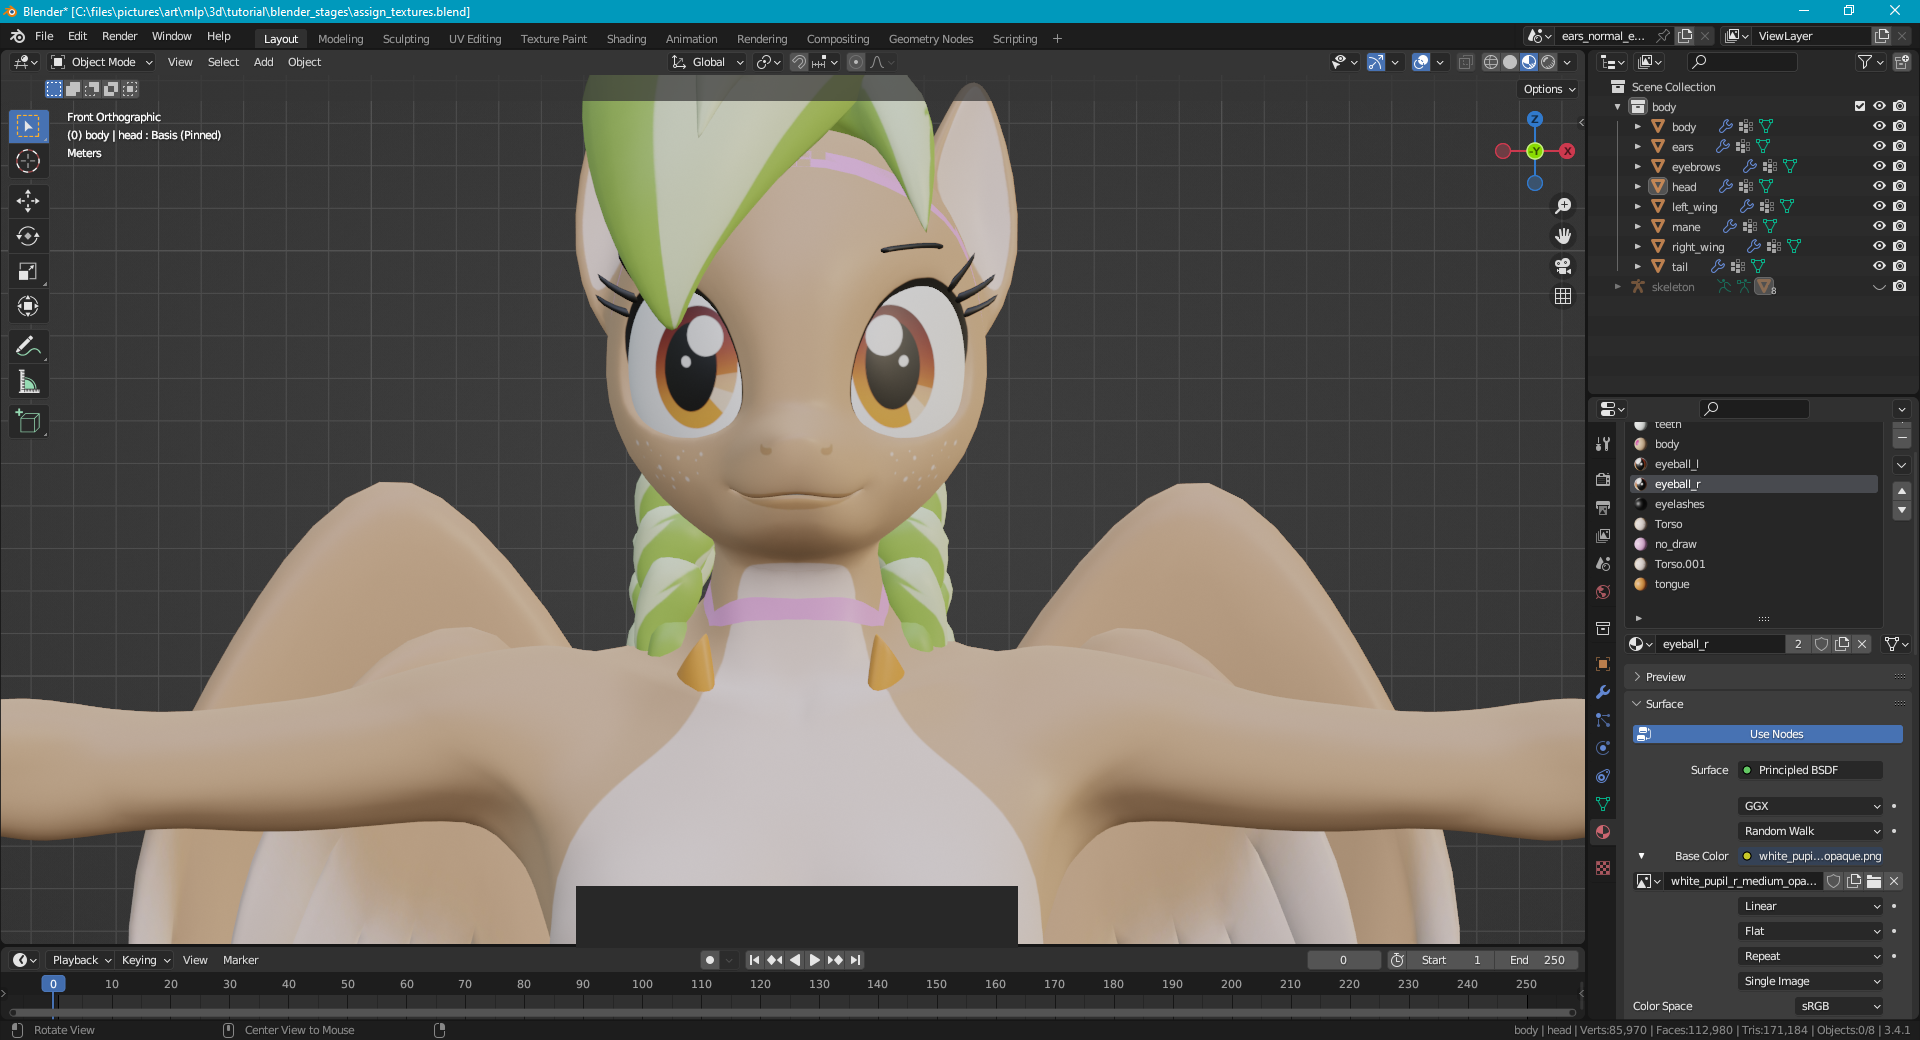 Blender* [C:\files\pictures\art\mlp\3d\tutorial\blender_stages\assign_textures.blend]
File Edit Render Window Help Layout Modeling Sculpting UV Editing Texture Paint Shading Animation Rendering Compositing Geometry Nodes Scripting + ears_normal_e... ViewLayer
Object Mode View Select Add Object Global
Options
Front Orthographic
(0) body | head : Basis (Pinned)
Meters
Z
-Y
X
Scene Collection
body
body
ears
eyebrows
head
left_wing
mane
right_wing
tail
skeleton 8
teeth
body
eyeball_l
eyeball_r
eyelashes
Torso
no_draw
Torso.001
tongue
eyeball_r 2
Preview
Surface
Use Nodes
Surface Principled BSDF
GGX
Random Walk
Base Color white_pupi...opaque.png
white_pupil_r_medium_opa...
Linear
Flat
Repeat
Single Image
Color Space sRGB
Playback Keying View Marker 0 Start 1 End 250
0 10 20 30 40 50 60 70 80 90 100 110 120 130 140 150 160 170 180 190 200 210 220 230 240 250
Rotate View Center View to Mouse body | head | Verts:85,970 | Faces:112,980 | Tris:171,184 | Objects:0/8 | 3.4.1